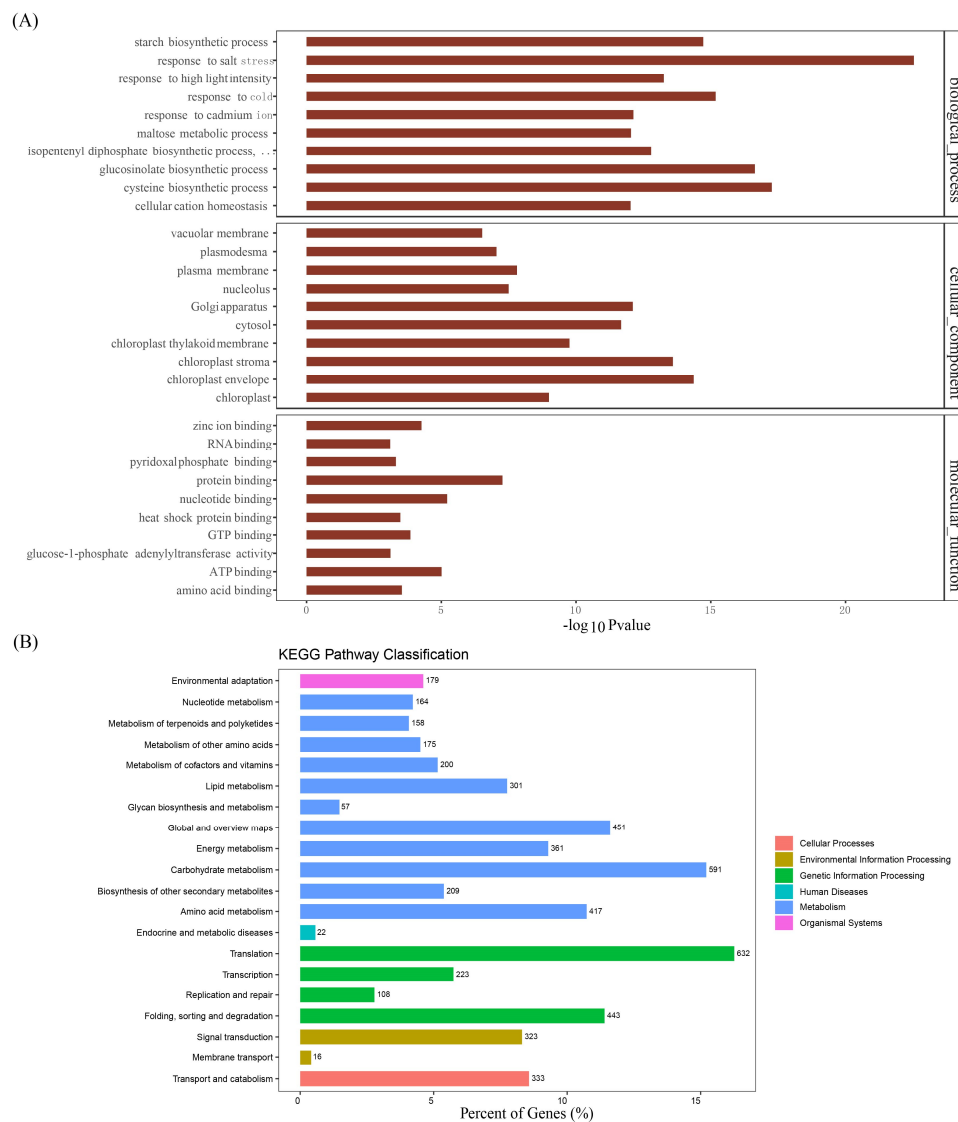 (A)
starch biosynthetic process
response to salt stress
response to high light intensity
response to cold
response to cadmium ion
maltose metabolic process
isopentenyl diphosphate biosynthetic process, ..
glucosinolate biosynthetic process
cysteine biosynthetic process
cellular cation homeostasis
biological_process
vacuolar membrane
plasmodesma
plasma membrane
nucleolus
Golgi apparatus
cytosol
chloroplast thylakoid membrane
chloroplast stroma
chloroplast envelope
chloroplast
cellular_component
zinc ion binding
RNA binding
pyridoxal phosphate binding
protein binding
nucleotide binding
heat shock protein binding
GTP binding
glucose-1-phosphate adenylyltransferase activity
ATP binding
amino acid binding
molecular_function
0 5 10 15 20
-log10 Pvalue
(B)
KEGG Pathway Classification
Environmental adaptation 179
Nucleotide metabolism 164
Metabolism of terpenoids and polyketides 158
Metabolism of other amino acids 175
Metabolism of cofactors and vitamins 200
Lipid metabolism 301
Glycan biosynthesis and metabolism 57
Global and overview maps 451
Energy metabolism 361
Carbohydrate metabolism 591
Biosynthesis of other secondary metabolites 209
Amino acid metabolism 417
Endocrine and metabolic diseases 22
Translation 632
Transcription 223
Replication and repair 108
Folding, sorting and degradation 443
Signal transduction 323
Membrane transport 16
Transport and catabolism 333
0 5 10 15
Percent of Genes (%)
Cellular Processes
Environmental Information Processing
Genetic Information Processing
Human Diseases
Metabolism
Organismal Systems